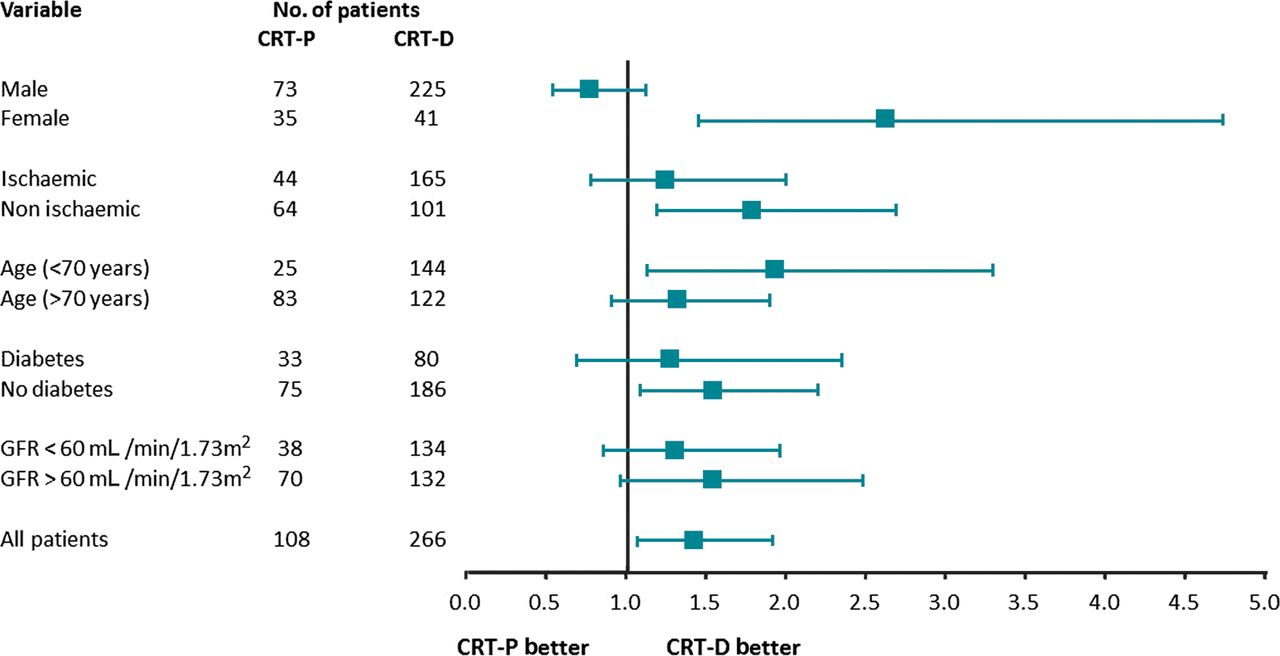 Variable No. of patients
CRT-P CRT-D
Male 73 225
Female 35 41
Ischaemic 44 165
Non ischaemic 64 101
Age (<70 years) 25 144
Age (>70 years) 83 122
Diabetes 33 80
No diabetes 75 186
GFR < 60 mL /min/1.73m² 38 134
GFR > 60 mL /min/1.73m² 70 132
All patients 108 266
0.0 0.5 1.0 1.5 2.0 2.5 3.0 3.5 4.0 4.5 5.0
CRT-P better CRT-D better